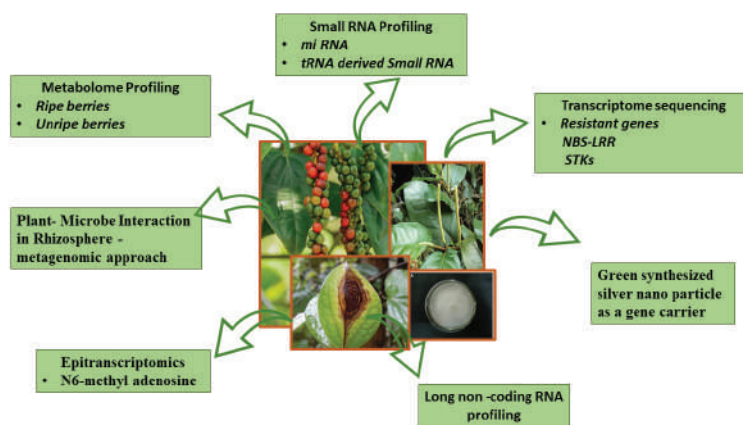 Small RNA Profiling
• mi RNA
• tRNA derived Small RNA
Metabolome Profiling
• Ripe berries
• Unripe berries
Transcriptome sequencing
• Resistant genes
NBS-LRR
STKs
Plant- Microbe Interaction
in Rhizosphere -
metagenomic approach
Green synthesized
silver nano particle
as a gene carrier
Epitranscriptomics
• N6-methyl adenosine
Long non -coding RNA
profiling